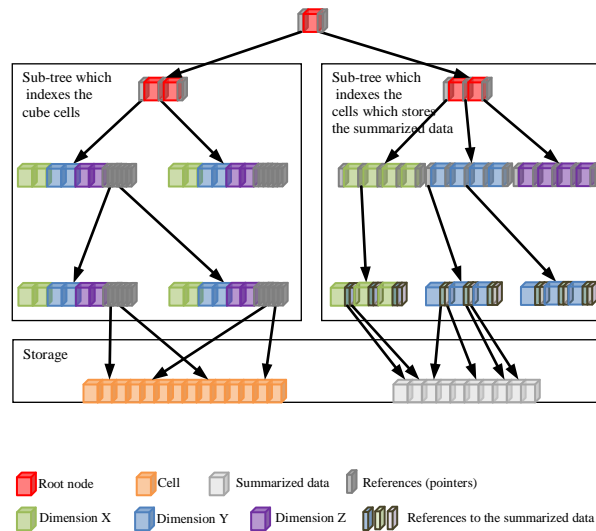 Sub-tree which
indexes the
cube cells
Sub-tree which
indexes the
cells which stores
the summarized data
Storage
Root node
Cell
Summarized data
References (pointers)
Dimension X
Dimension Y
Dimension Z
References to the summarized data